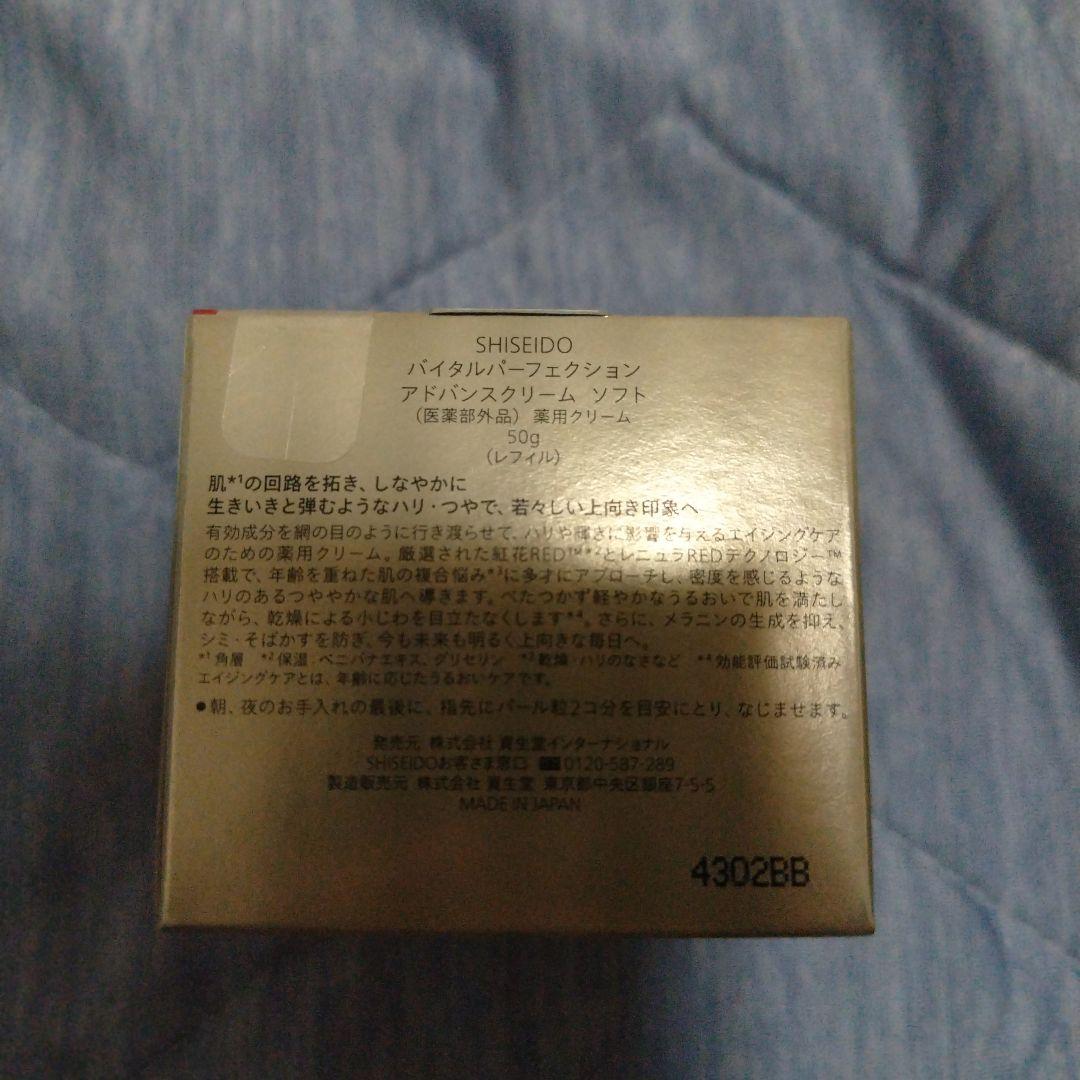 SHISEIDO
バイタルパーフェクション
アドバンスクリーム ソフト
（医薬部外品） 薬用クリーム
50g
（レフィル）
肌*1の回路を拓き、しなやかに
生きいきと弾むようなハリ・つやで、若々しい上向き印象へ
有効成分を網の目のように行き渡らせて、ハリや輝きに影響を与えるエイジングケア
のための薬用クリーム。厳選された紅花RED™*2とレニュラREDテクノロジー™
搭載で、年齢を重ねた肌の複合悩み*3に多才にアプローチし、密度を感じるような
ハリのあるつややかな肌へ導きます。べたつかず軽やかなうるおいで肌を満たし
ながら、乾燥による小じわを目立たなくします*4。さらに、メラニンの生成を抑え、
シミ・そばかすを防ぎ、今も未来も明るく上向きな毎日へ。
*1 角層 *2 保湿：ベニバナエキス、グリセリン *3 乾燥・ハリのなさなど *4 効能評価試験済み
エイジングケアとは、年齢に応じたうるおいケアです。
●朝、夜のお手入れの最後に、指先にパール粒2コ分を目安にとり、なじませます。
発売元 株式会社 資生堂インターナショナル
SHISEIDOお客さま窓口 0120-587-289
製造販売元 株式会社 資生堂 東京都中央区銀座7-5-5
MADE IN JAPAN
4302BB